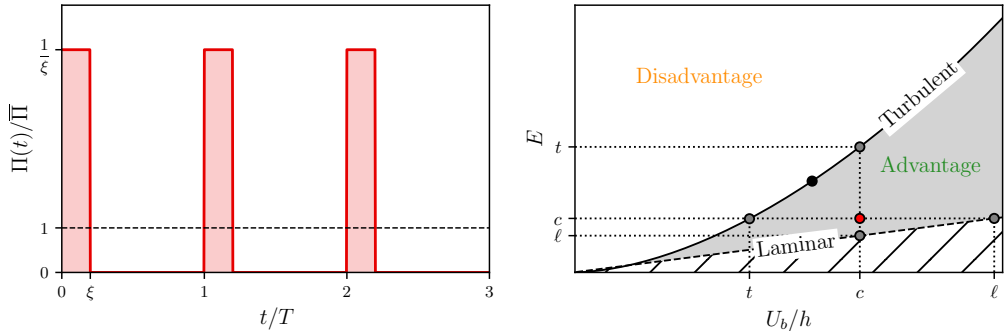 1
ξ
Π(t)/Π̅
1
0
0 ξ 1 2 3
t/T
Disadvantage
Turbulent
E
t
Advantage
c
ℓ
Laminar
t c ℓ
U_b/h